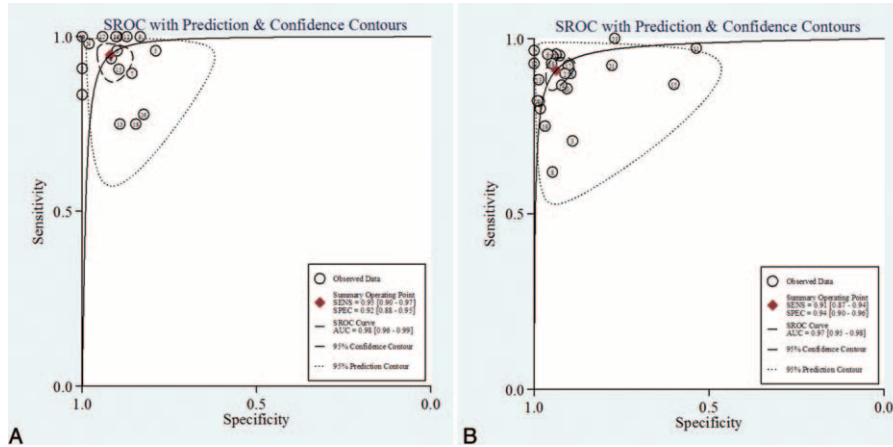 SROC with Prediction & Confidence Contours
1.0
0.5
0.0
Sensitivity
1.0
0.5
0.0
Specificity
Observed Data
Summary Operating Point
SENS = 0.95 [0.90 - 0.97]
SPEC = 0.92 [0.88 - 0.95]
SROC Curve
AUC = 0.98 [0.96 - 0.99]
95% Confidence Contour
95% Prediction Contour
A
SROC with Prediction & Confidence Contours
1.0
0.5
0.0
Sensitivity
1.0
0.5
0.0
Specificity
Observed Data
Summary Operating Point
SENS = 0.91 [0.87 - 0.94]
SPEC = 0.94 [0.90 - 0.96]
SROC Curve
AUC = 0.97 [0.95 - 0.98]
95% Confidence Contour
95% Prediction Contour
B